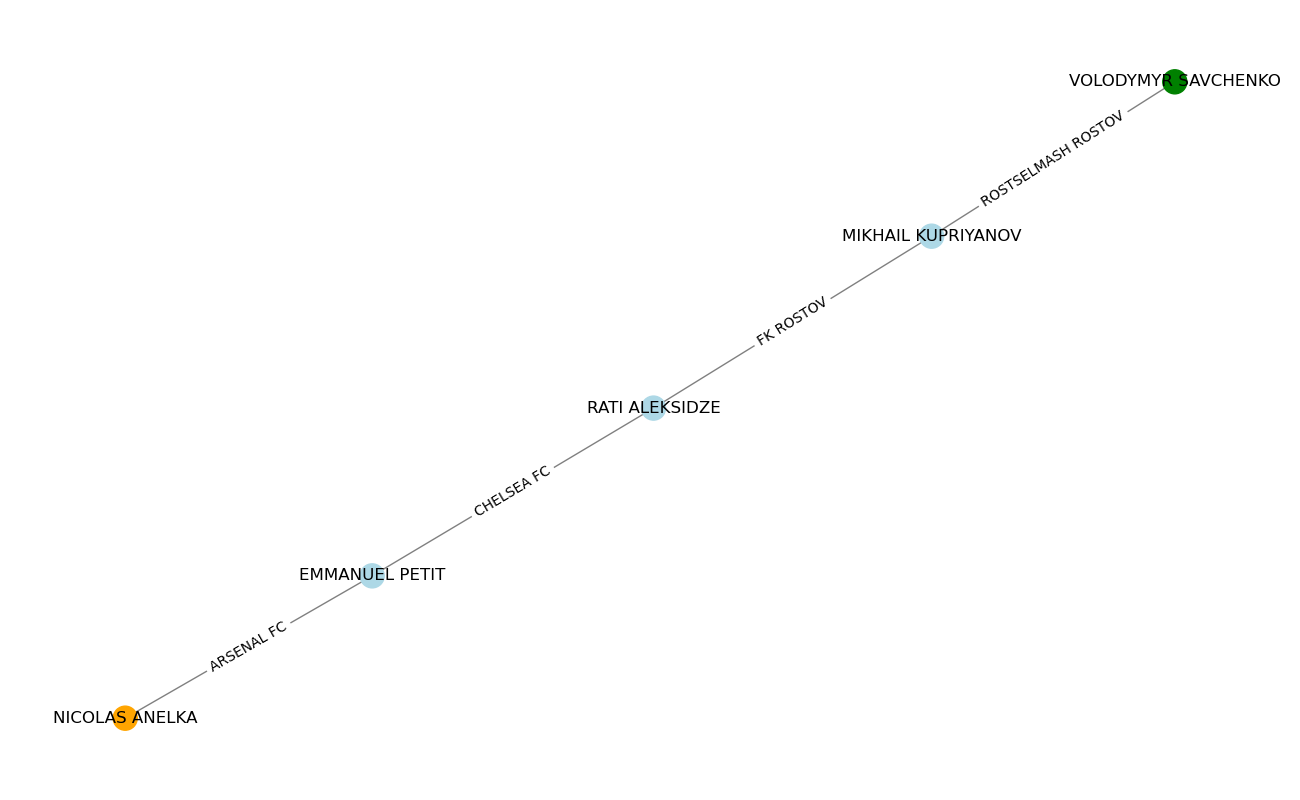 VOLODYMYR SAVCHENKO
ROSTSELMASH ROSTOV
MIKHAIL KUPRIYANOV
FK ROSTOV
RATI ALEKSIDZE
CHELSEA FC
EMMANUEL PETIT
ARSENAL FC
NICOLAS ANELKA